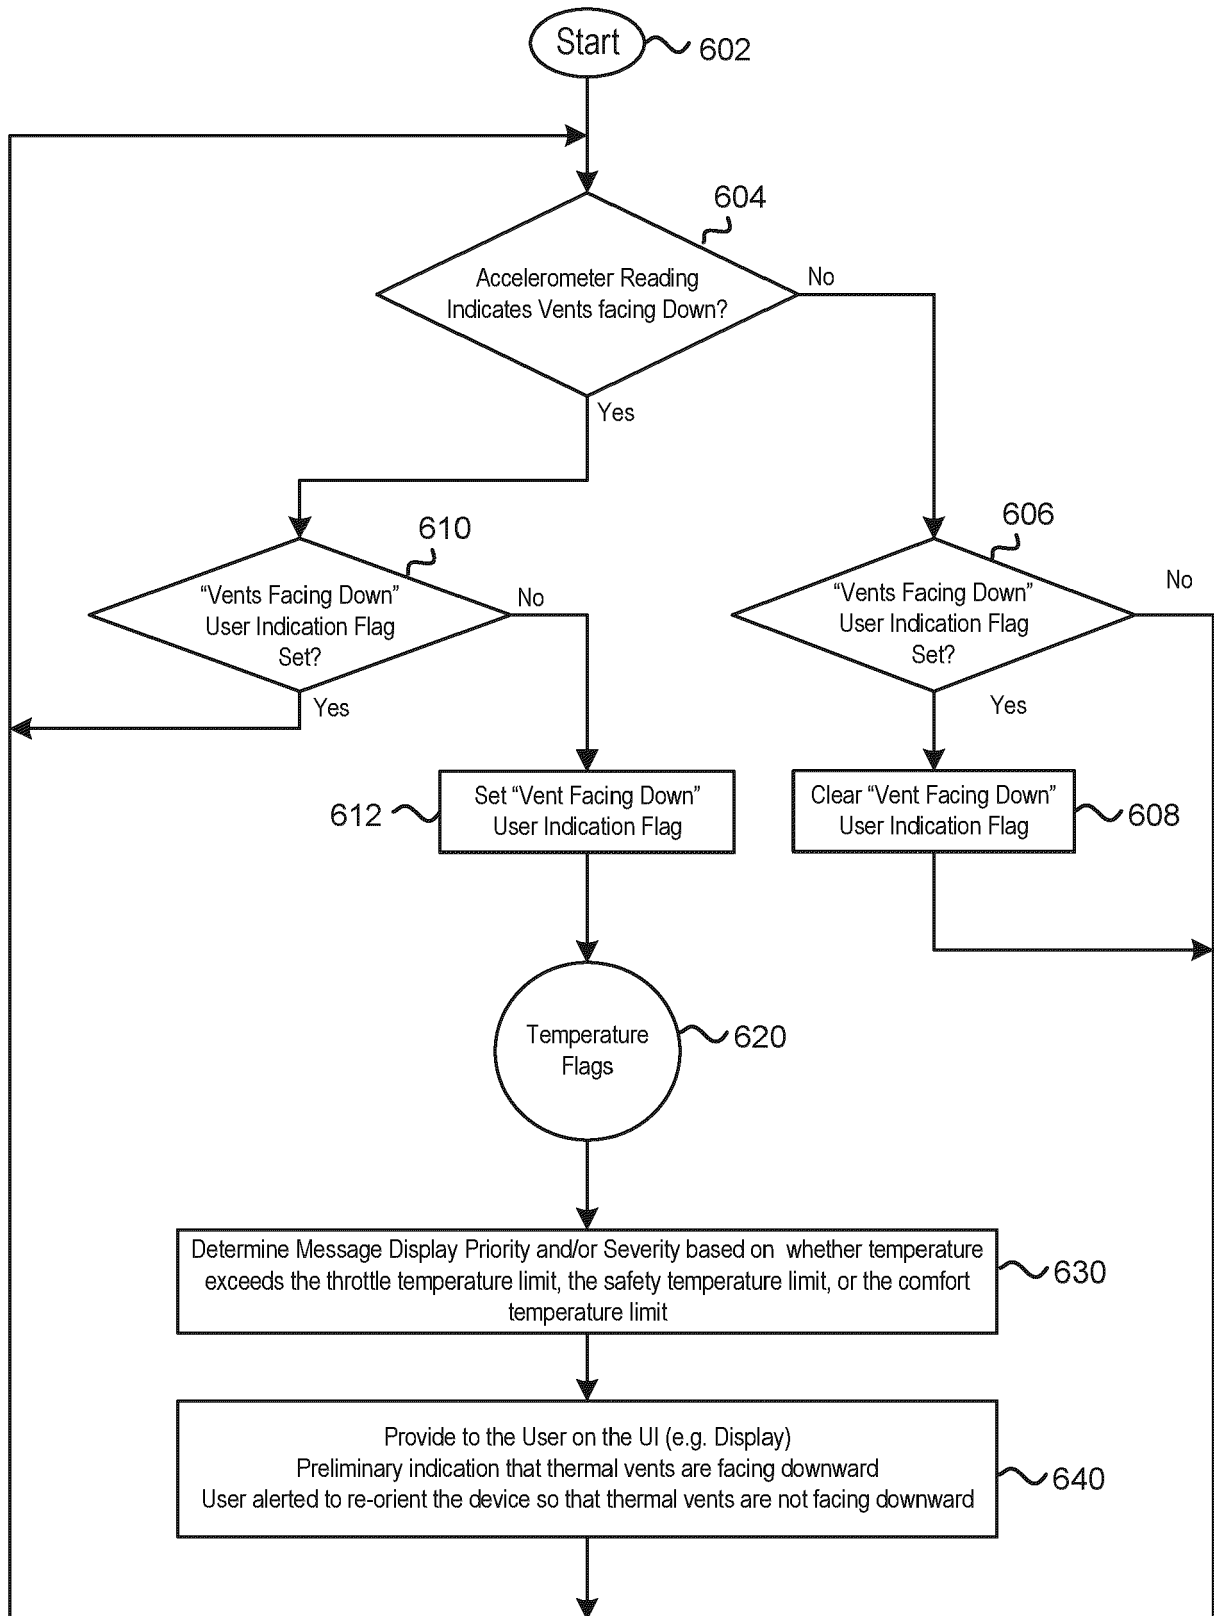 Start
602
604
Accelerometer Reading
Indicates Vents facing Down?
No
Yes
610
“Vents Facing Down”
User Indication Flag
Set?
No
Yes
606
“Vents Facing Down”
User Indication Flag
Set?
No
Yes
612
Set “Vent Facing Down”
User Indication Flag
Clear “Vent Facing Down”
User Indication Flag
608
Temperature
Flags
620
Determine Message Display Priority and/or Severity based on whether temperature
exceeds the throttle temperature limit, the safety temperature limit, or the comfort
temperature limit
630
Provide to the User on the UI (e.g. Display)
Preliminary indication that thermal vents are facing downward
User alerted to re-orient the device so that thermal vents are not facing downward
640